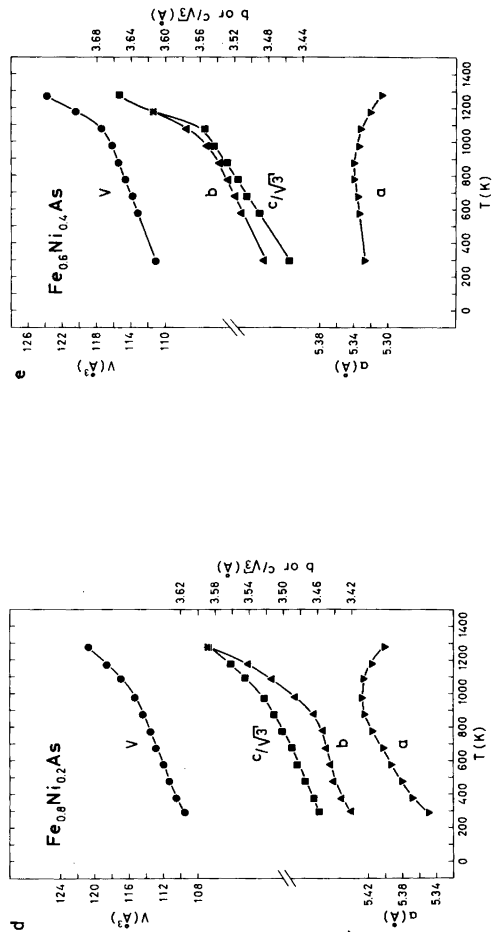 d
Fe₀.₈Ni₀.₂As
124
120
116
112
108
V(Å³)
5.42
5.38
5.34
a(Å)
3.62
3.58
3.54
3.50
3.46
3.42
b or c/√3 (Å)
V
c/√3
b
a
0 200 400 600 800 1000 1200 1400
T (K)
e
Fe₀.₆Ni₀.₄As
126
122
118
114
110
V(Å³)
5.38
5.34
5.30
a(Å)
3.68
3.64
3.60
3.56
3.52
3.48
3.44
b or c/√3 (Å)
V
b
c/√3
a
0 200 400 600 800 1000 1200 1400
T (K)